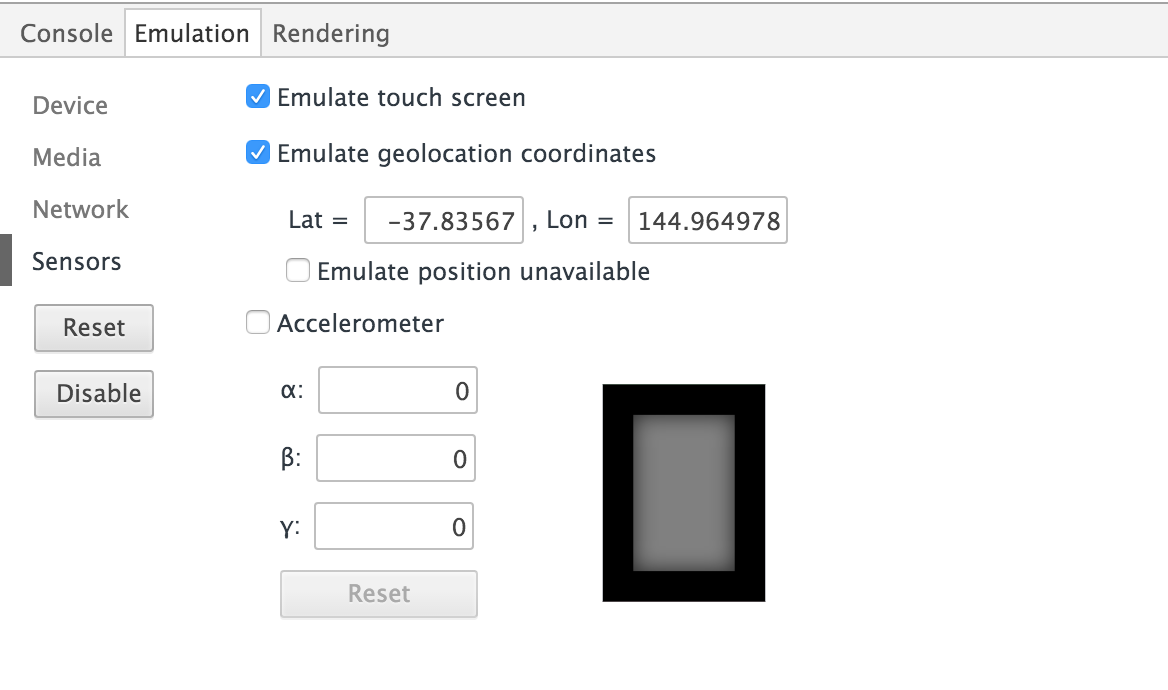 Console Emulation Rendering
Device
Media
Network
Sensors
Reset
Disable
Emulate touch screen
Emulate geolocation coordinates
Lat = -37.83567 , Lon = 144.964978
Emulate position unavailable
Accelerometer
α: 0
β: 0
γ: 0
Reset